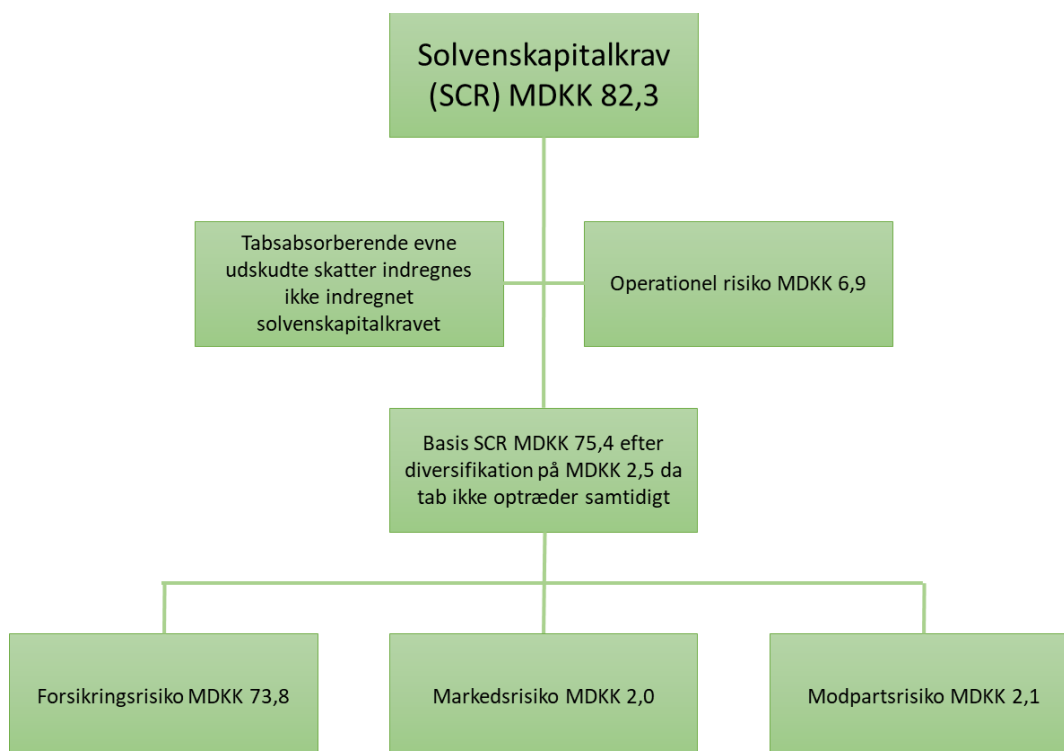 Solvenskapitalkrav
(SCR) MDKK 82,3
Tabsabsorberende evne
udskudte skatter indregnes
ikke indregnet
solvenskapitalkravet
Operationel risiko MDKK 6,9
Basis SCR MDKK 75,4 efter
diversifikation på MDKK 2,5 da
tab ikke optræder samtidigt
Forsikringsrisiko MDKK 73,8
Markedsrisiko MDKK 2,0
Modpartsrisiko MDKK 2,1